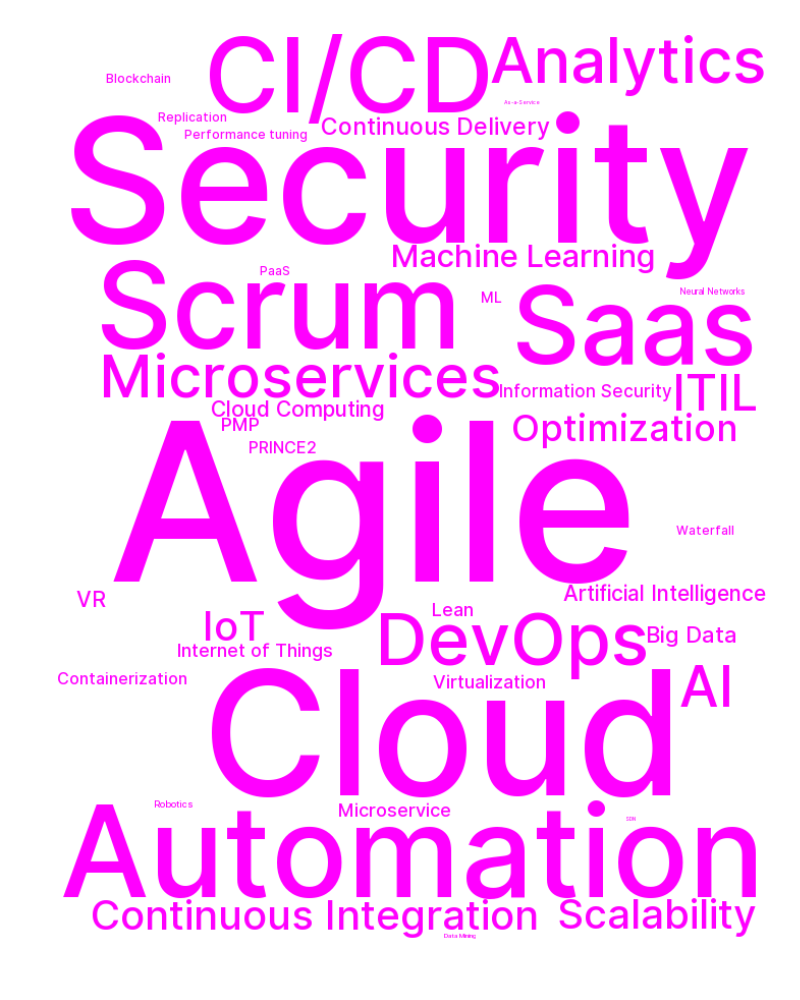 CI/CD
Analytics
Blockchain
As-a-Service
Replication
Continuous Delivery
Performance tuning
Security
Machine Learning
PaaS
Scrum
ML
Neural Networks
Saas
Microservices
Information Security
ITIL
Cloud Computing
PMP
Optimization
PRINCE2
Agile
Waterfall
VR
Artificial Intelligence
Lean
IoT
DevOps
Big Data
Internet of Things
Containerization
Virtualization
AI
Cloud
Robotics
Microservice
SDN
Automation
Continuous Integration
Scalability
Data Mining